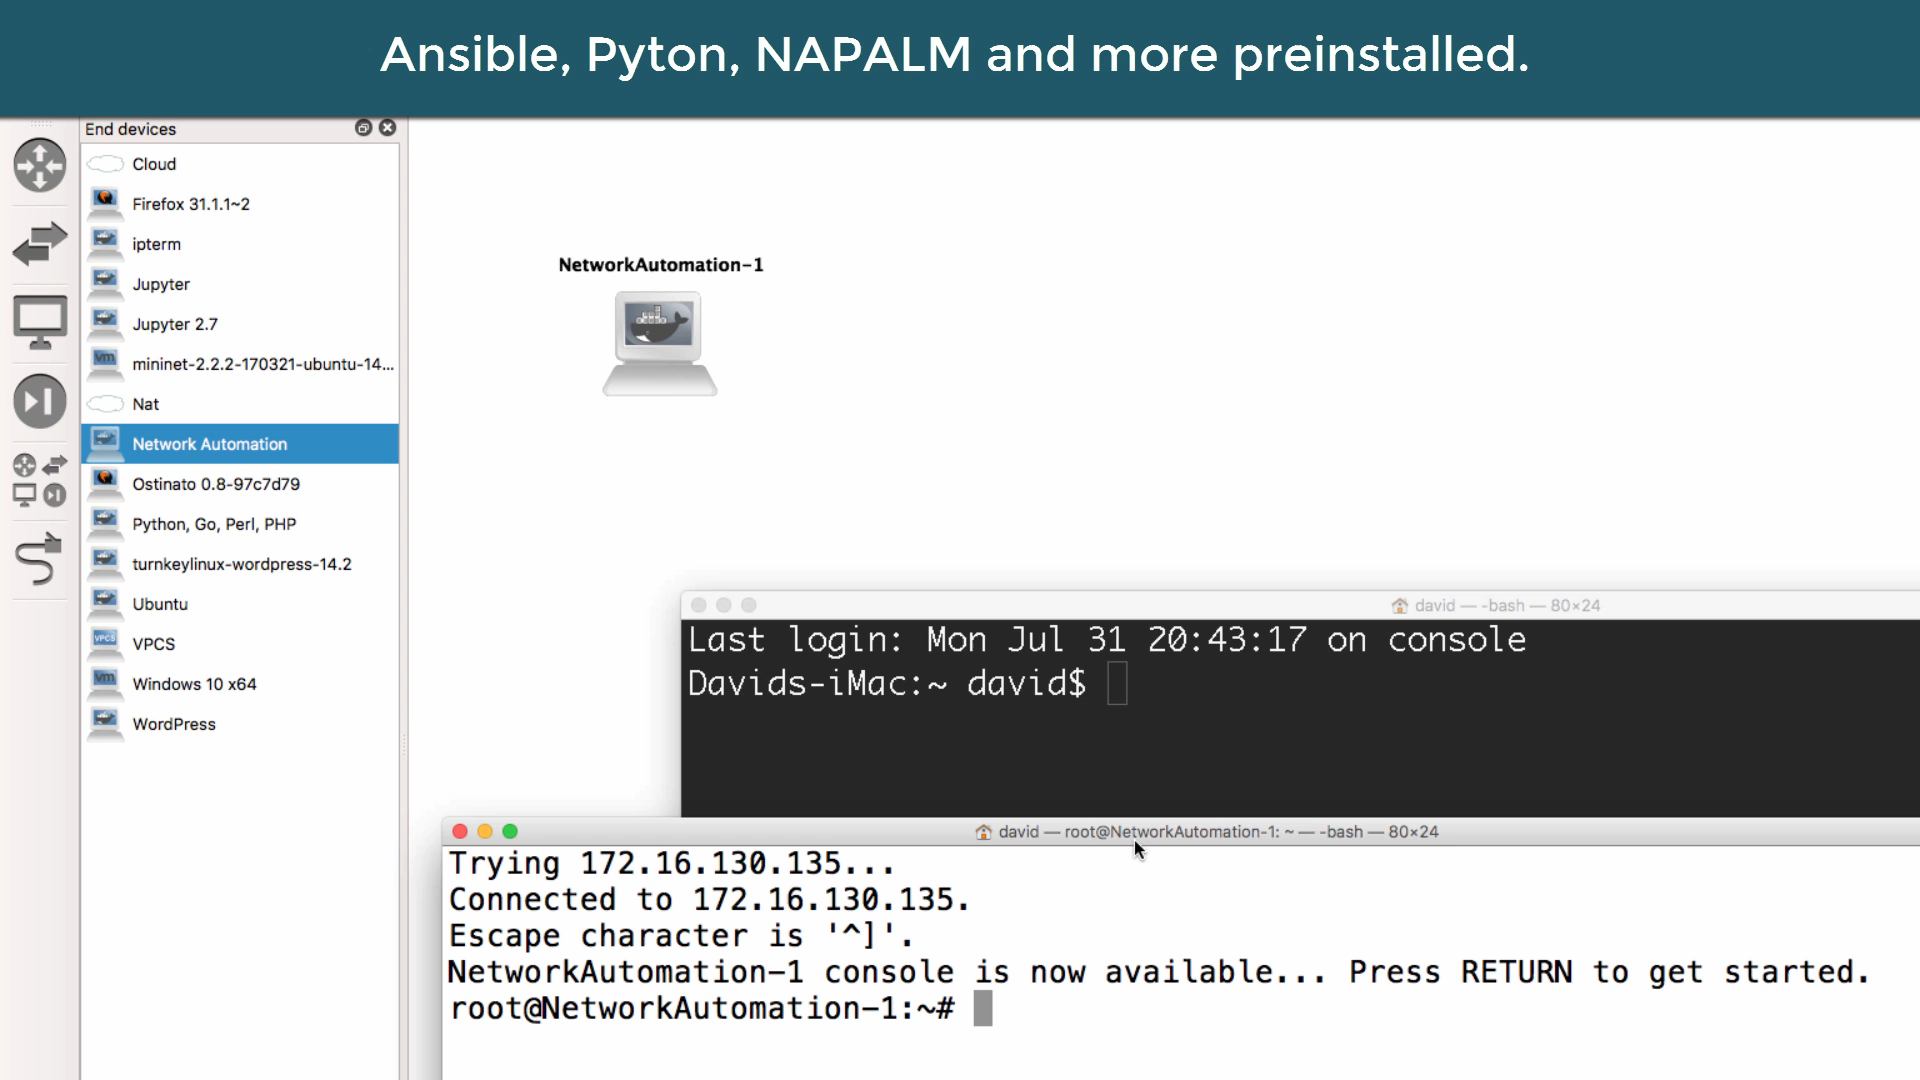 Ansible, Pyton, NAPALM and more preinstalled.
End devices
Cloud
Firefox 31.1.1~2
ipterm
Jupyter
Jupyter 2.7
vm
mininet-2.2.2-170321-ubuntu-14...
Nat
Network Automation
Ostinato 0.8-97c7d79
Python, Go, Perl, PHP
turnkeylinux-wordpress-14.2
Ubuntu
VPCS
VPCS
vm
Windows 10 x64
WordPress
NetworkAutomation-1
david — -bash — 80×24
Last login: Mon Jul 31 20:43:17 on console
Davids-iMac:~ david$
david — root@NetworkAutomation-1: ~ — -bash — 80×24
Trying 172.16.130.135...
Connected to 172.16.130.135.
Escape character is '^]'.
NetworkAutomation-1 console is now available... Press RETURN to get started.
root@NetworkAutomation-1:~#